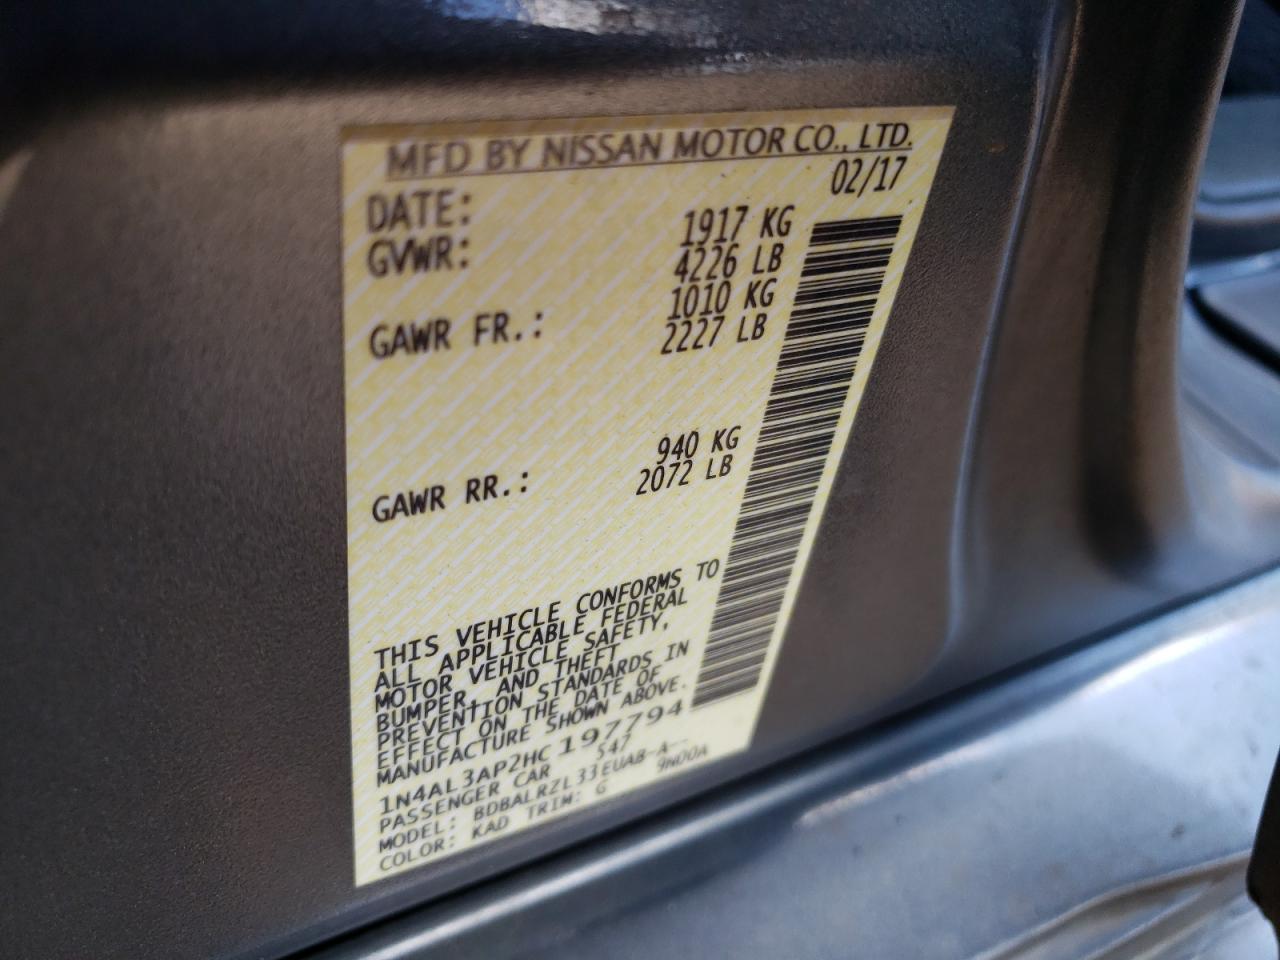 MFD BY NISSAN MOTOR CO., LTD.
DATE: 02/17
GVWR: 1917 KG
4226 LB
GAWR FR.: 1010 KG
2227 LB
GAWR RR.: 940 KG
2072 LB
THIS VEHICLE CONFORMS TO
ALL APPLICABLE FEDERAL
MOTOR VEHICLE SAFETY,
BUMPER, AND THEFT
PREVENTION STANDARDS IN
EFFECT ON THE DATE OF
MANUFACTURE SHOWN ABOVE.
1N4AL3AP2HC197794
PASSENGER CAR 547
MODEL: BDBALRZL33EUAB-A--
COLOR: KAD TRIM: G 9N00A